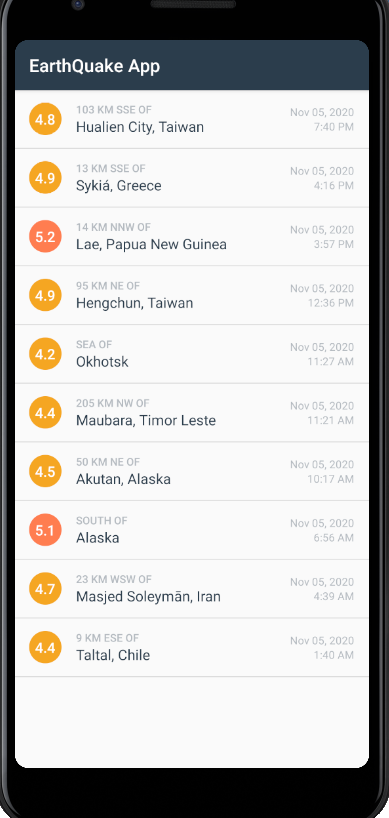 EarthQuake App
4.8
103 KM SSE OF
Hualien City, Taiwan
Nov 05, 2020
7:40 PM
4.9
13 KM SSE OF
Sykiá, Greece
Nov 05, 2020
4:16 PM
5.2
14 KM NNW OF
Lae, Papua New Guinea
Nov 05, 2020
3:57 PM
4.9
95 KM NE OF
Hengchun, Taiwan
Nov 05, 2020
12:36 PM
4.2
SEA OF
Okhotsk
Nov 05, 2020
11:27 AM
4.4
205 KM NW OF
Maubara, Timor Leste
Nov 05, 2020
11:21 AM
4.5
50 KM NE OF
Akutan, Alaska
Nov 05, 2020
10:17 AM
5.1
SOUTH OF
Alaska
Nov 05, 2020
6:56 AM
4.7
23 KM WSW OF
Masjed Soleymān, Iran
Nov 05, 2020
4:39 AM
4.4
9 KM ESE OF
Taltal, Chile
Nov 05, 2020
1:40 AM